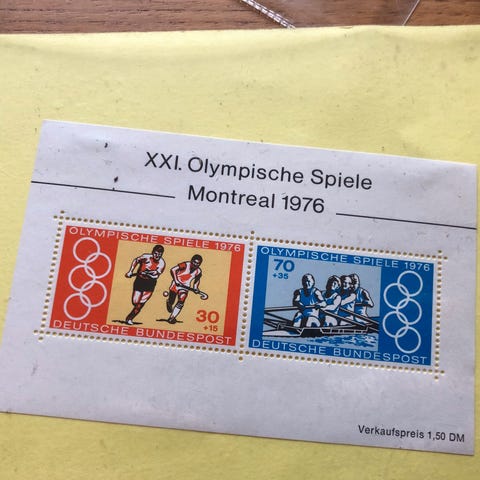 XXI. Olympische Spiele
Montreal 1976
OLYMPISCHE SPIELE 1976
30
+15
DEUTSCHE BUNDESPOST
OLYMPISCHE SPIELE 1976
70
+35
DEUTSCHE BUNDESPOST
Verkaufspreis 1,50 DM